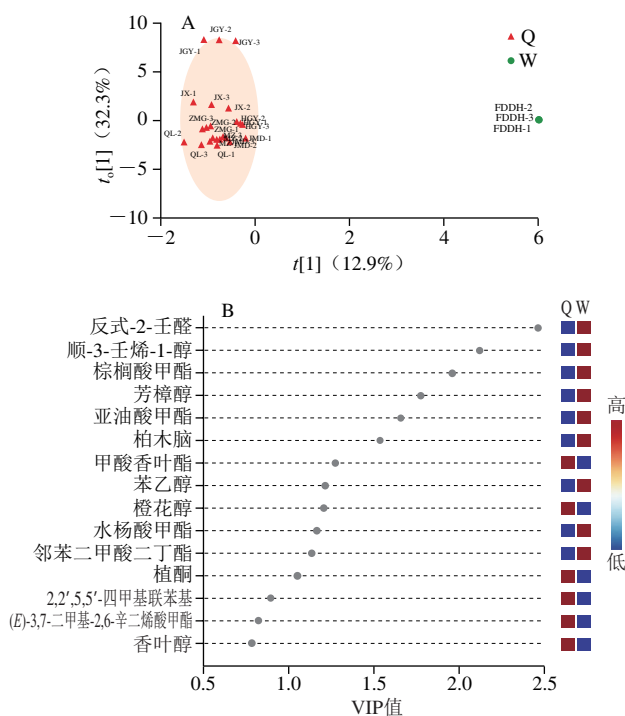 A
10
5
0
−5
−10
t₀[1]（32.3%）
JGY-2
JGY-1
JGY-3
JX-1
JX-3
JX-2
ZMG-3
ZMG-2
ZMG-1
HGY-2
HGY-1
HGY-3
QL-2
QL-3
QL-1
JMD-1
JMD-2
FDDH-2
FDDH-3
FDDH-1
Q
W
−2
0
2
4
6
t[1]（12.9%）
B
Q W
反式-2-壬醛
顺-3-壬烯-1-醇
棕榈酸甲酯
芳樟醇
亚油酸甲酯
柏木脑
甲酸香叶酯
苯乙醇
橙花醇
水杨酸甲酯
邻苯二甲酸二丁酯
植酮
2,2′,5,5′-四甲基联苯基
(E)-3,7-二甲基-2,6-辛二烯酸甲酯
香叶醇
高
低
0.5
1.0
1.5
2.0
2.5
VIP值